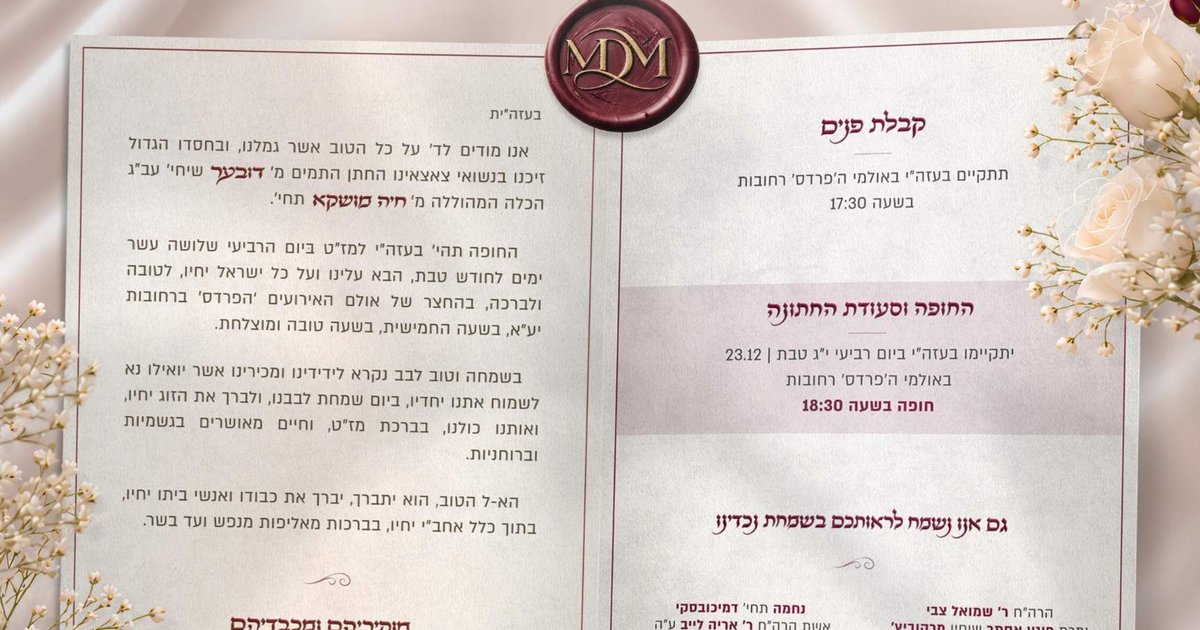 MDM
קבלת פנים
תתקיים בעזה"י באולמי ה'פרדס' רחובות
בשעה 17:30
החופה וסעודת החתונה
יתקיימו בעזה"י ביום רביעי י"ג טבת | 23.12
באולמי ה'פרדס' רחובות
חופה בשעה 18:30
גם אנו נשמח לראותכם בשמחת נכדינו
הרה"ח ר' שמואל צבי
אסתר שיחיו מרקוביץ'
נחמה תחי' דמיכובסקי
אשת הרה"ח ר' אריה לייב ע"ה
בעזה"ית
אנו מודים לד' על כל הטוב אשר גמלנו, ובחסדו הגדול
זיכנו בנשואי צאצאינו החתן התמים מ' דובער שיחי' עב"ג
הכלה המהוללה מ' חיה מושקא תחי'.
החופה תהי' בעזה"י למז"ט ביום הרביעי שלושה עשר
ימים לחודש טבת, הבא עלינו ועל כל ישראל יחיו, לטובה
ולברכה, בהחצר של אולם האירועים 'הפרדס' ברחובות
יע"א, בשעה החמישית, בשעה טובה ומוצלחת.
בשמחה וטוב לבב נקרא לידידינו ומכירינו אשר יואילו נא
לשמוח אתנו יחדיו, ביום שמחת לבבנו, ולברך את הזוג יחיו,
ואותנו כולנו, בברכת מז"ט, וחיים מאושרים בגשמיות
וברוחניות.
הא-ל הטוב, הוא יתברך, יברך את כבודו ואנשי ביתו יחיו,
בתוך כלל אחב"י יחיו, בברכות מאליפות מנפש ועד בשר.
מוקיריהם ומכבדיהם